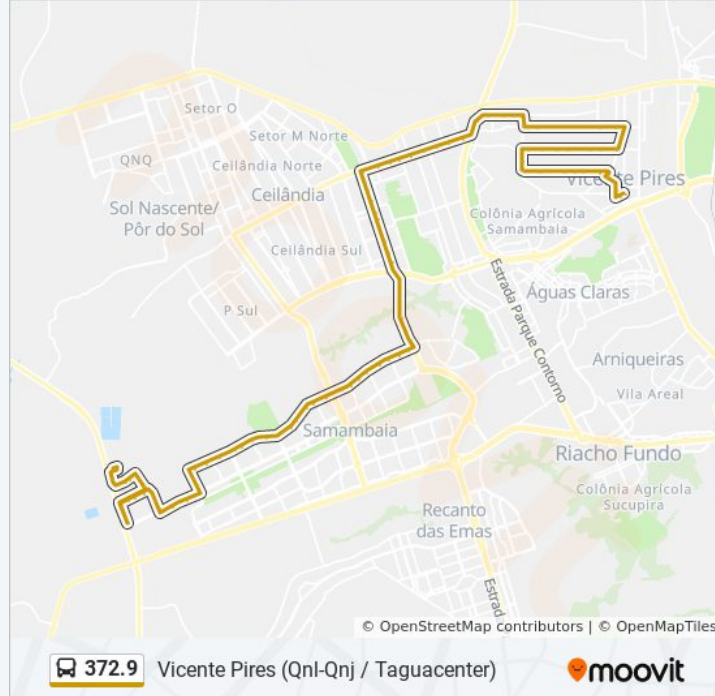 Setor O
Setor M Norte
QNQ
Ceilândia Norte
Ceilândia
Vicente Pires
Sol Nascente/
Pôr do Sol
Colônia Agrícola
Samambaia
Ceilândia Sul
Estrada Parque Contorno
Águas Claras
P Sul
Arniqueiras
Vila Areal
Samambaia
Riacho Fundo
Colônia Agrícola
Sucupira
Recanto
das Emas
Estrad
© OpenStreetMap contributors | © OpenMapTiles
372.9
Vicente Pires (Qnl-Qnj / Taguacenter)
moovit